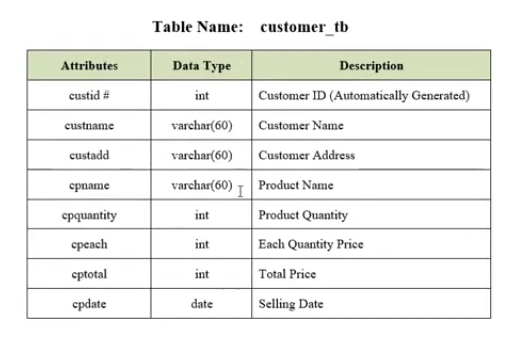 Table Name: customer_tb
Attributes Data Type Description
custid # int Customer ID (Automatically Generated)
custname varchar(60) Customer Name
custadd varchar(60) Customer Address
cpname varchar(60) Product Name
cpquantity int Product Quantity
cpeach int Each Quantity Price
cptotal int Total Price
cpdate date Selling Date